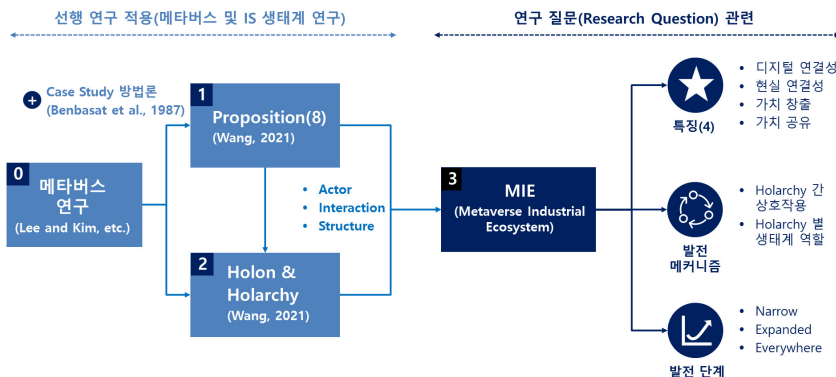 선행 연구 적용(메타버스 및 IS 생태계 연구)
연구 질문(Research Question) 관련
+ Case Study 방법론
(Benbasat et al., 1987)
0
메타버스
연구
(Lee and Kim, etc.)
1
Proposition(8)
(Wang, 2021)
• Actor
• Interaction
• Structure
2
Holon &
Holarchy
(Wang, 2021)
3
MIE
(Metaverse Industrial
Ecosystem)
특징(4)
• 디지털 연결성
• 현실 연결성
• 가치 창출
• 가치 공유
발전
메커니즘
• Holarchy 간
상호작용
• Holarchy 별
생태계 역할
발전 단계
• Narrow
• Expanded
• Everywhere